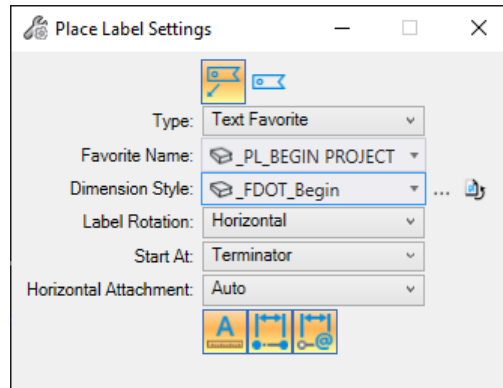 Place Label Settings
Type: Text Favorite
Favorite Name: _PL_BEGIN PROJECT
Dimension Style: _FDOT_Begin ...
Label Rotation: Horizontal
Start At: Terminator
Horizontal Attachment: Auto
A @